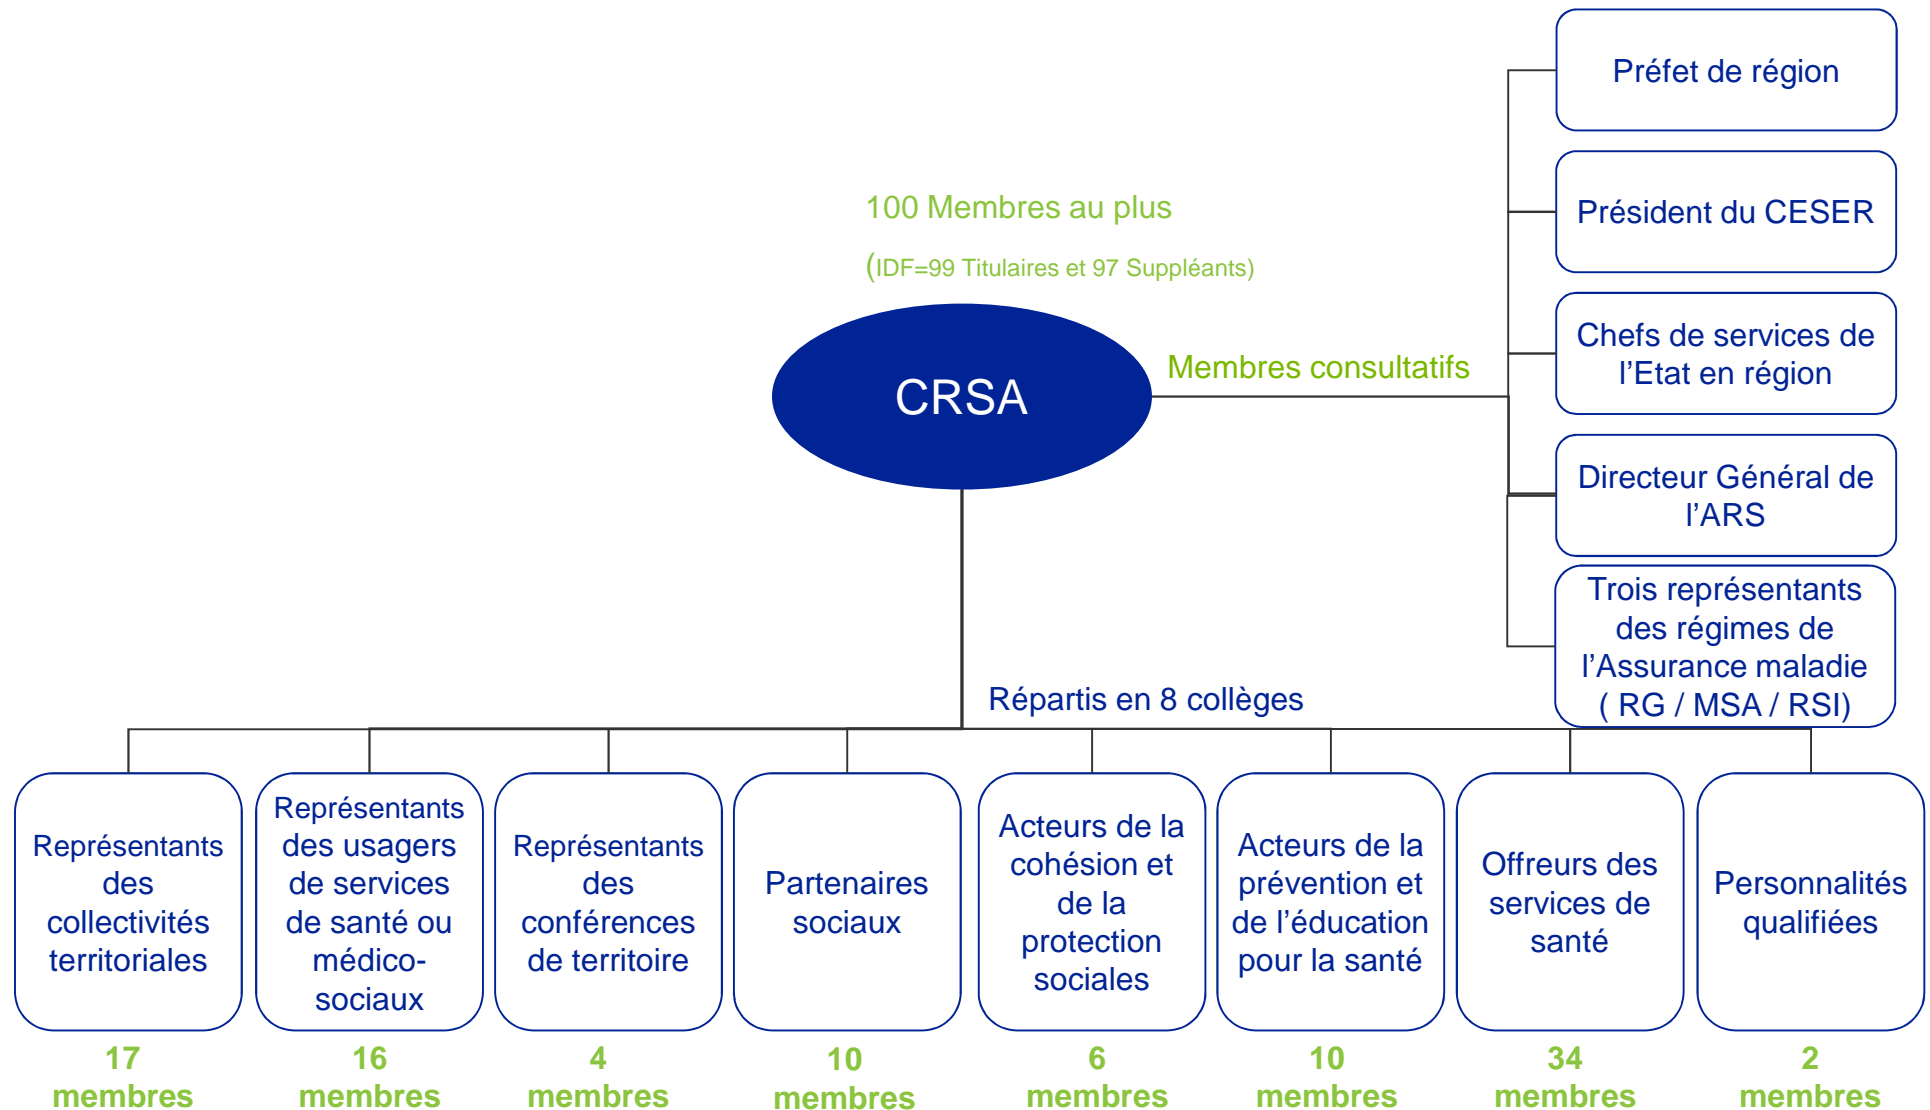 Préfet de région
Président du CESER
Chefs de services de
l’Etat en région
Directeur Général de
l’ARS
Trois représentants
des régimes de
l’Assurance maladie
( RG / MSA / RSI)
100 Membres au plus
(IDF=99 Titulaires et 97 Suppléants)
CRSA
Membres consultatifs
Répartis en 8 collèges
Représentants
des
collectivités
territoriales
17
membres
Représentants
des usagers
de services
de santé ou
médico-
sociaux
16
membres
Représentants
des
conférences
de territoire
4
membres
Partenaires
sociaux
10
membres
Acteurs de la
cohésion et
de la
protection
sociales
6
membres
Acteurs de la
prévention et
de l’éducation
pour la santé
10
membres
Offreurs des
services de
santé
34
membres
Personnalités
qualifiées
2
membres